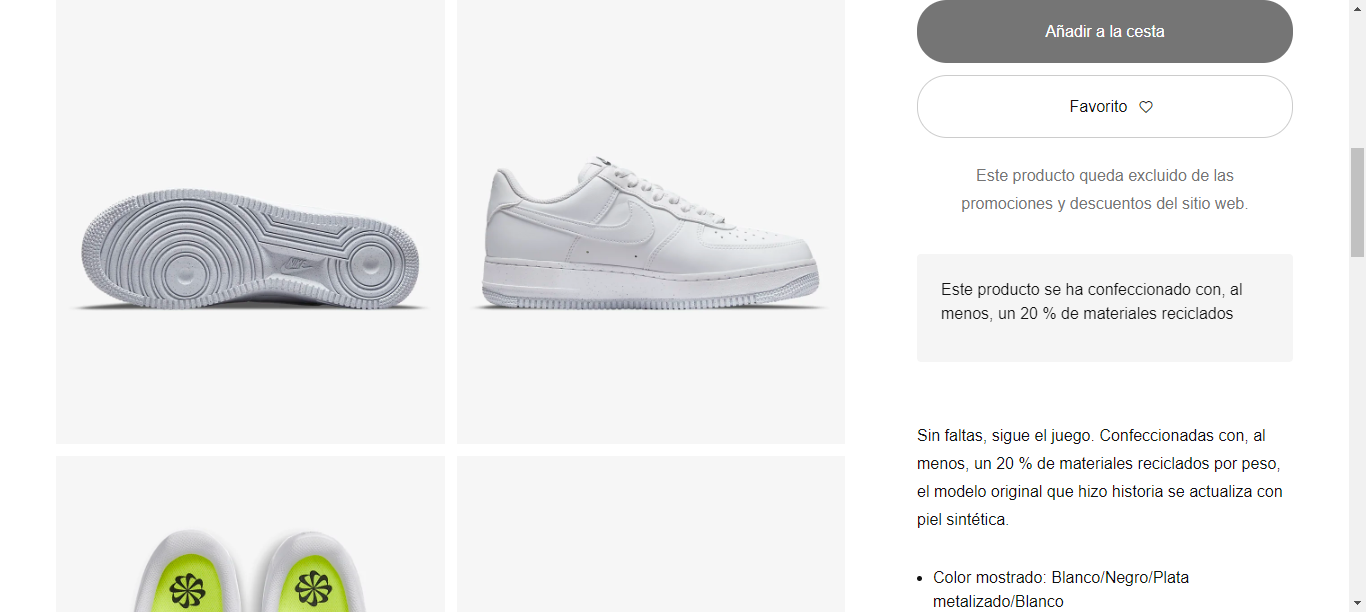 Añadir a la cesta
Favorito
Este producto queda excluido de las
promociones y descuentos del sitio web.
Este producto se ha confeccionado con, al
menos, un 20 % de materiales reciclados
Sin faltas, sigue el juego. Confeccionadas con, al
menos, un 20 % de materiales reciclados por peso,
el modelo original que hizo historia se actualiza con
piel sintética.
• Color mostrado: Blanco/Negro/Plata
metalizado/Blanco